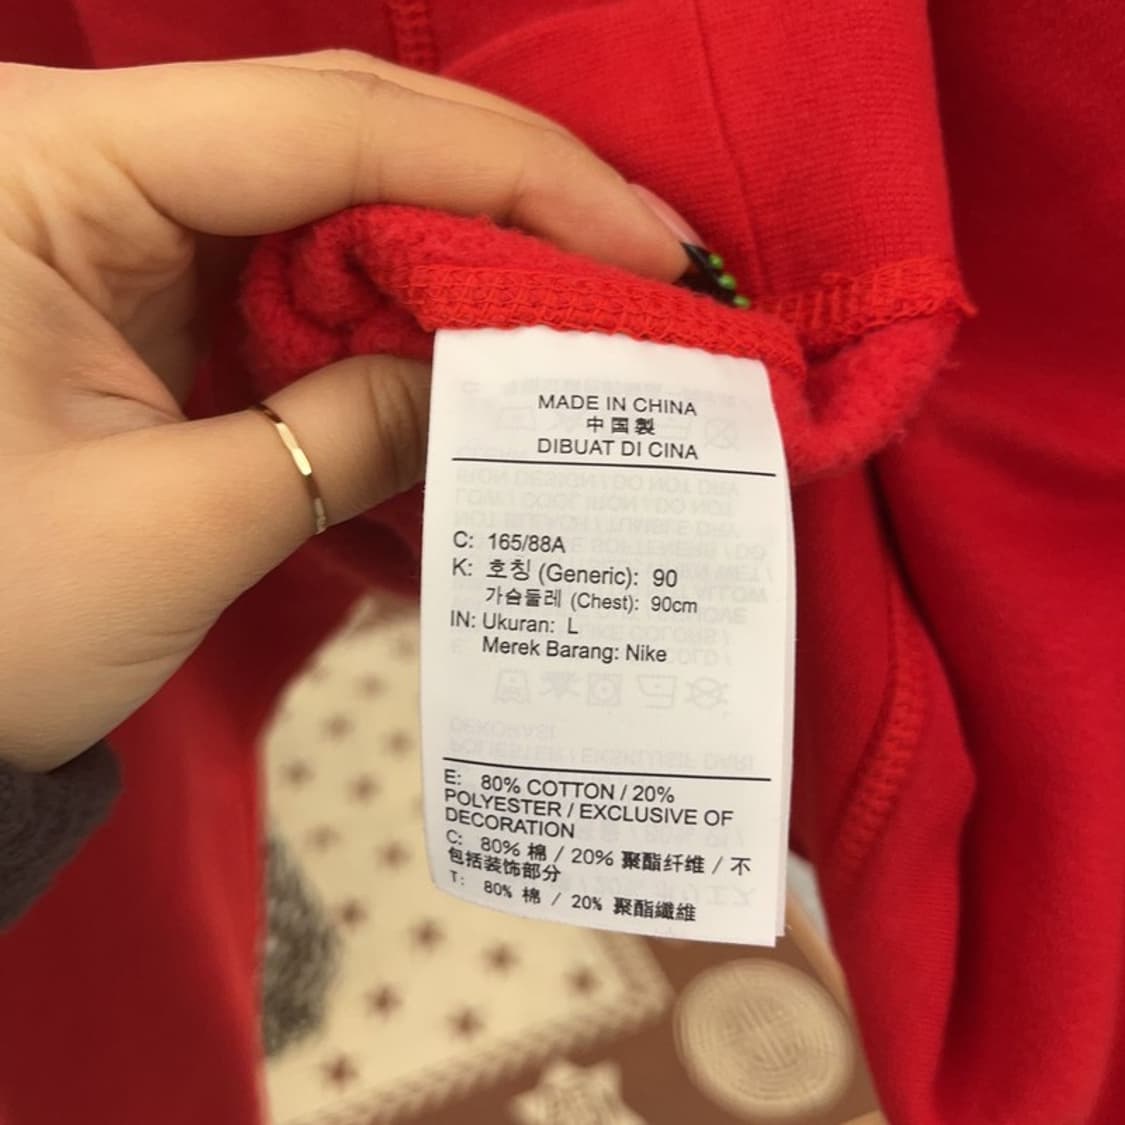 MADE IN CHINA
中国製
DIBUAT DI CINA
C: 165/88A
K: 호칭 (Generic): 90
가슴둘레 (Chest): 90cm
IN: Ukuran: L
Merek Barang: Nike
E: 80% COTTON / 20%
POLYESTER / EXCLUSIVE OF
DECORATION
C: 80% 棉 / 20% 聚酯纤维 / 不
包括装饰部分
T: 80% 棉 / 20% 聚酯纖維